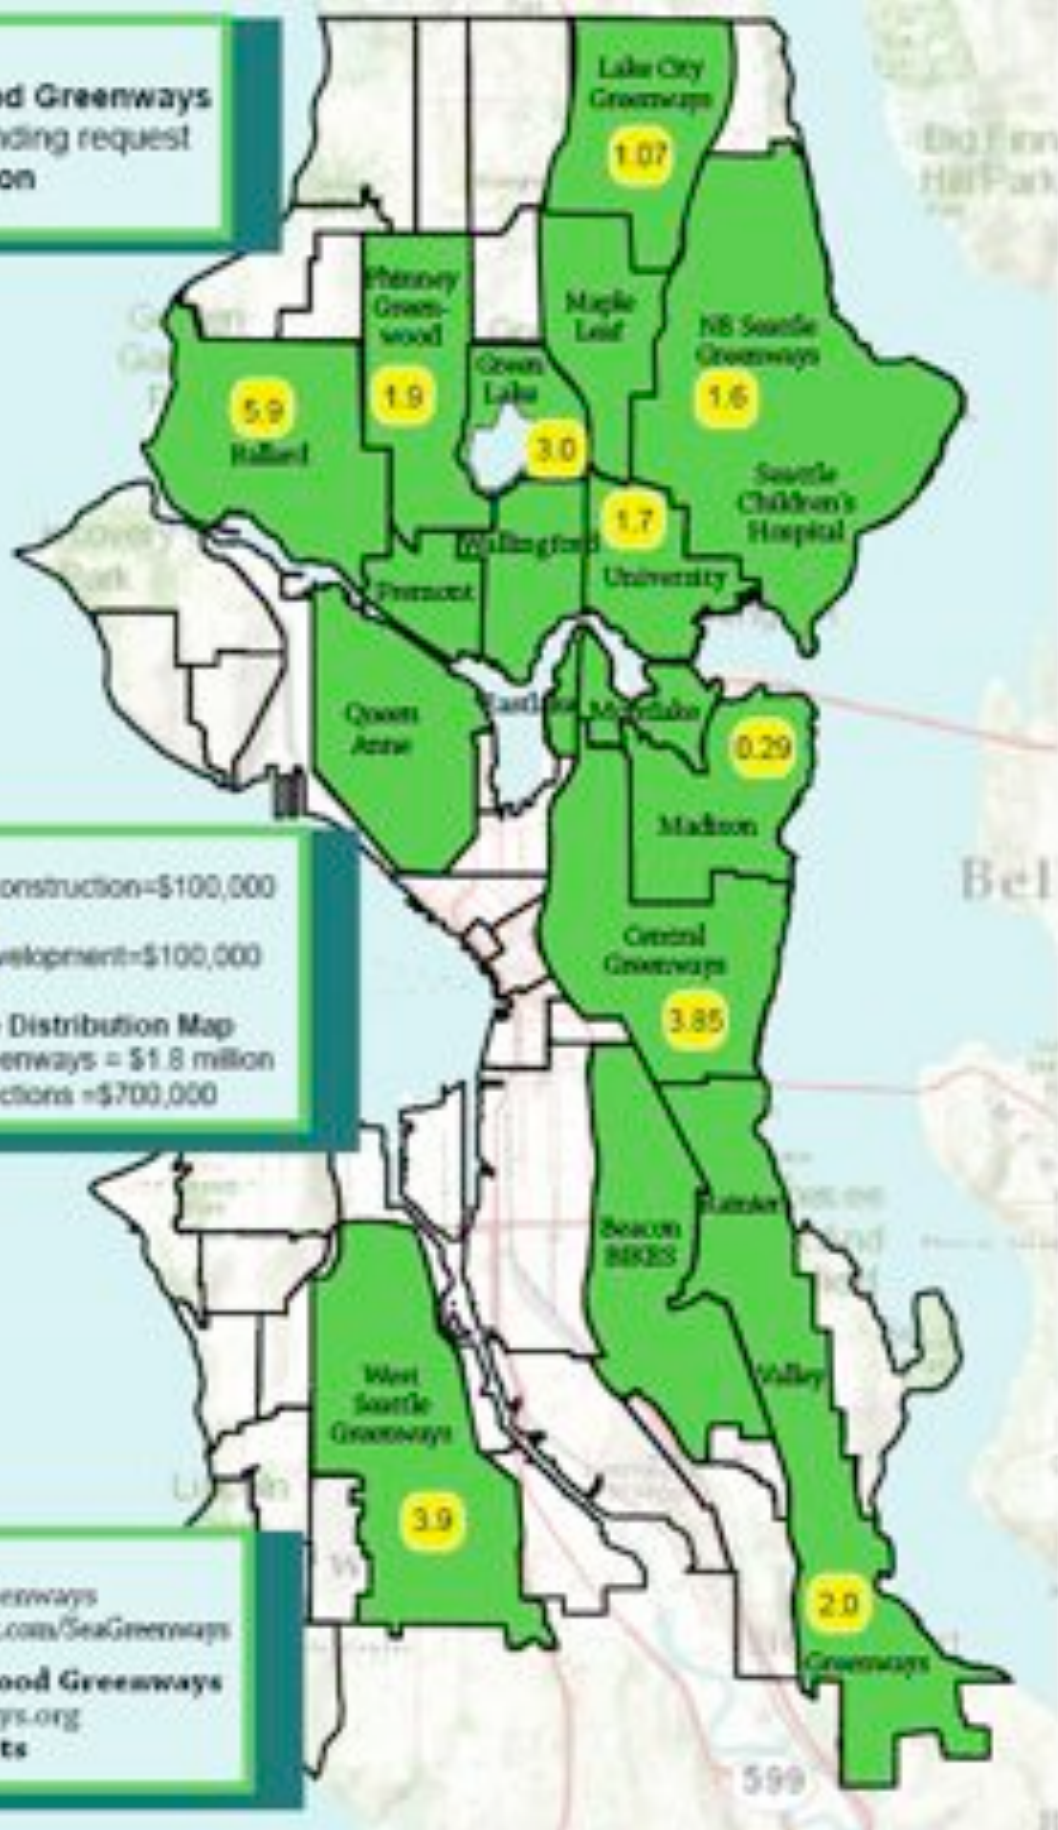 od Greenways
nding request
on
Lake City
Greenways
1.07
Phinney
Green-
wood
1.9
Maple
Leaf
NE Seattle
Greenways
1.6
Green
Lake
3.0
5.9
Ballard
Seattle
Children's
Hospital
1.7
University
Wallingford
Fremont
Queen
Anne
Eastlake
Montlake
0.29
Madison
Bel
onstruction=$100,000
velopment=$100,000
Distribution Map
enways = $1.8 million
ctions =$700,000
Central
Greenways
3.85
Beacon
BIKES
Rainier
Valley
Greenways
2.0
West
Seattle
Greenways
3.9
enways
.com/SeaGreenways
ood Greenways
ys.org
ts
599